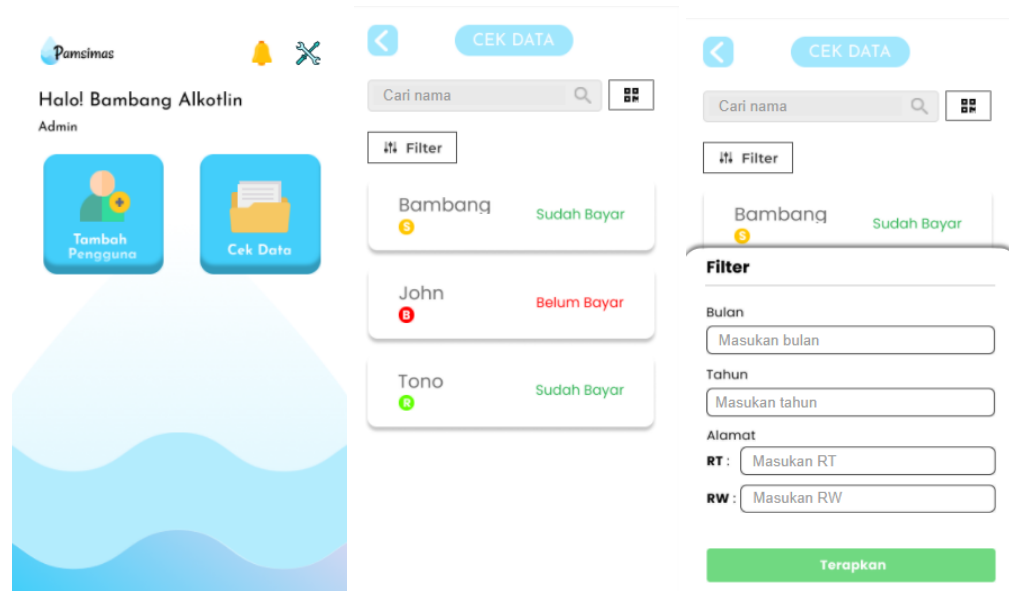 Pamsimas
Halo! Bambang Alkotlin
Admin
Tambah
Pengguna
Cek Data
CEK DATA
Cari nama
Filter
Bambang
S
Sudah Bayar
John
B
Belum Bayar
Tono
R
Sudah Bayar
CEK DATA
Cari nama
Filter
Bambang
S
Sudah Bayar
Filter
Bulan
Masukan bulan
Tahun
Masukan tahun
Alamat
RT : Masukan RT
RW : Masukan RW
Terapkan